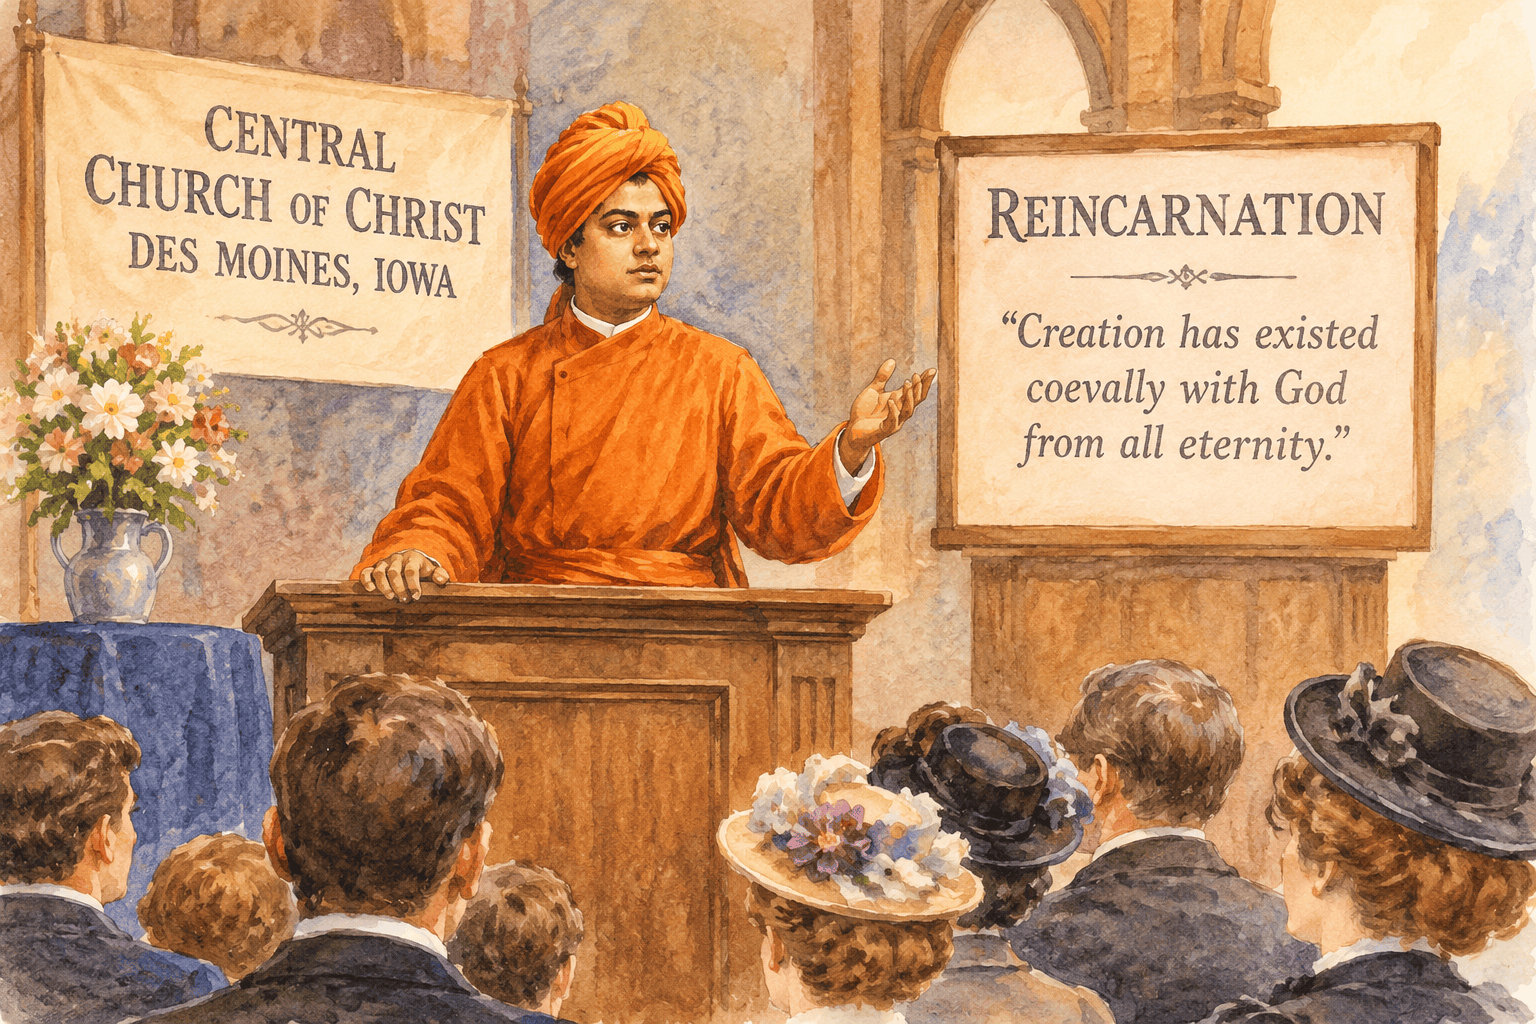 CENTRAL
CHURCH OF CHRIST
DES MOINES, IOWA
REINCARNATION
“Creation has existed
coevally with God
from all eternity.”